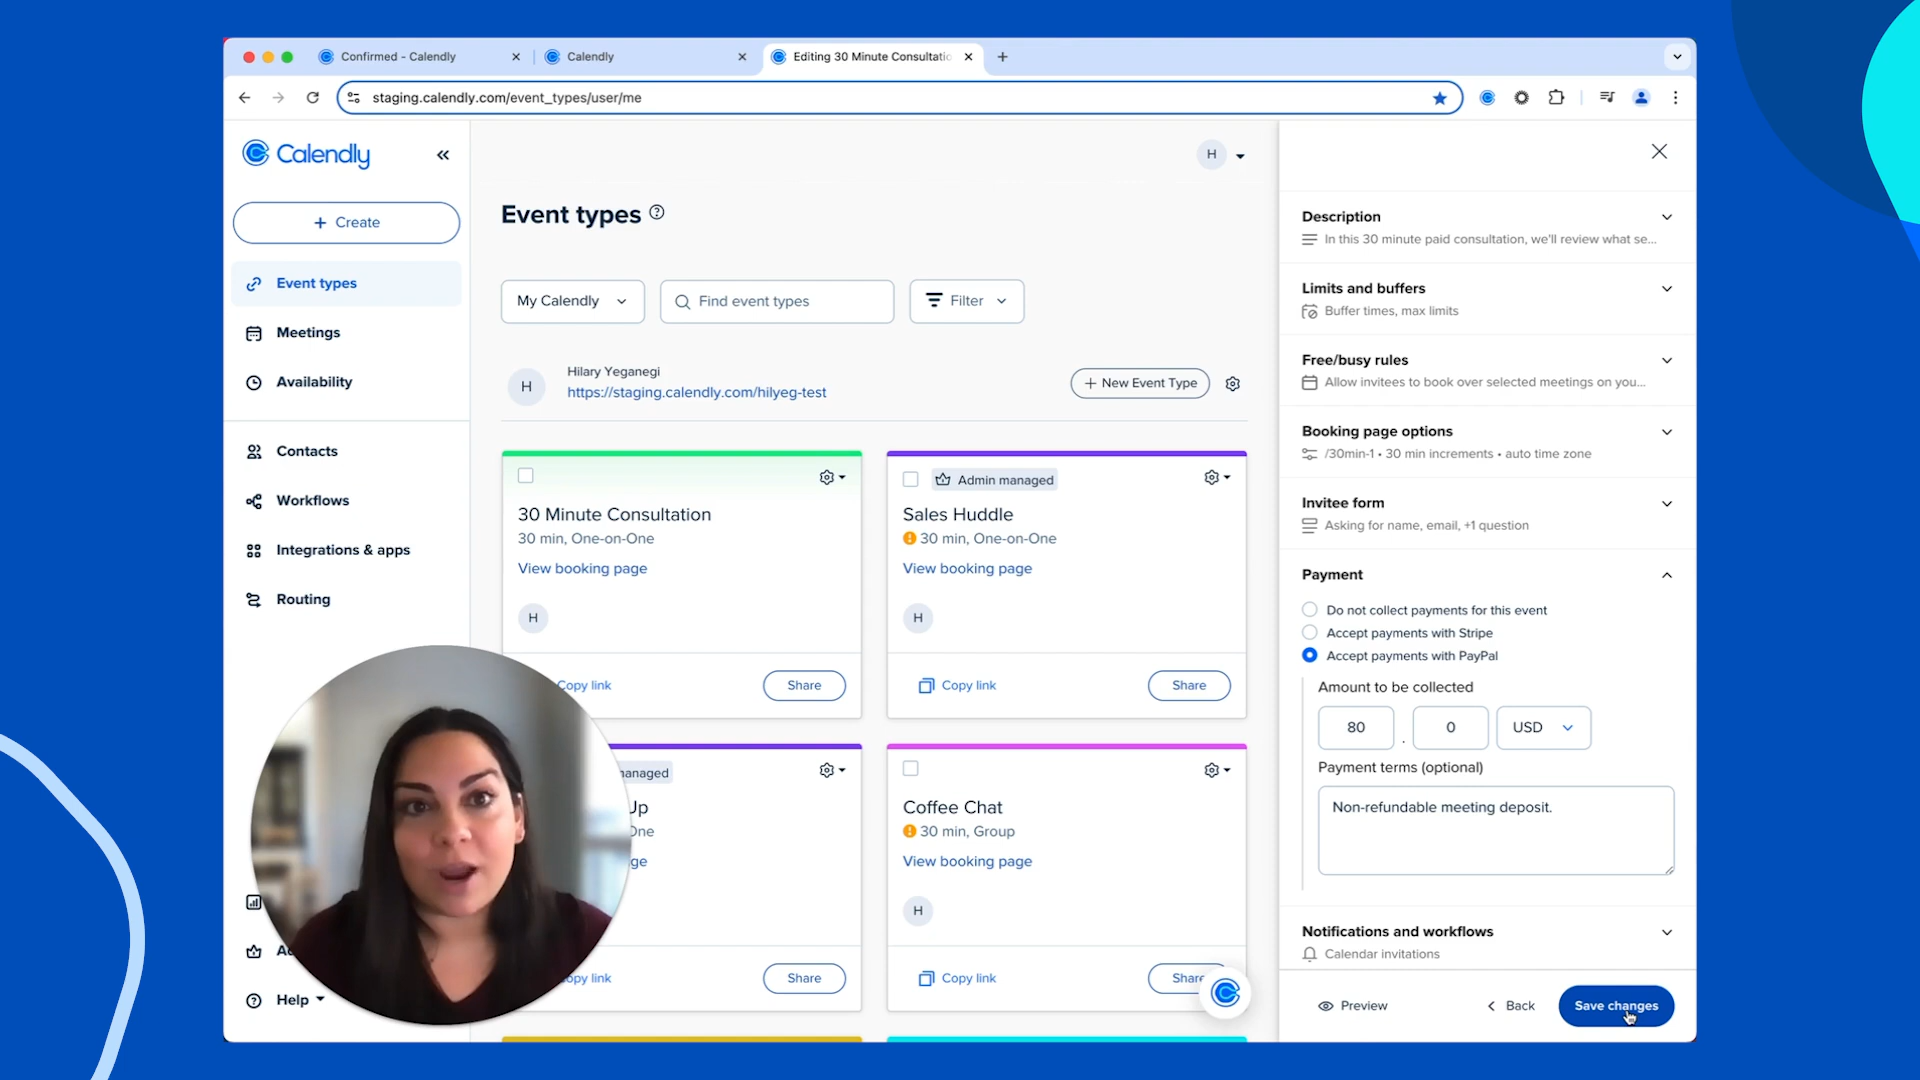 Confirmed - Calendly
Calendly
Editing 30 Minute Consultatio
staging.calendly.com/event_types/user/me
Calendly
+ Create
Event types
Meetings
Availability
Contacts
Workflows
Integrations & apps
Routing
Help
H
Event types
My Calendly
Find event types
Filter
H
Hilary Yeganegi
https://staging.calendly.com/hilyeg-test
+ New Event Type
30 Minute Consultation
30 min, One-on-One
View booking page
H
Copy link
Share
Admin managed
Sales Huddle
30 min, One-on-One
View booking page
H
Copy link
Share
managed
Up
One
ge
opy link
Share
Coffee Chat
30 min, Group
View booking page
H
Copy link
Share
Description
In this 30 minute paid consultation, we'll review what se...
Limits and buffers
Buffer times, max limits
Free/busy rules
Allow invitees to book over selected meetings on you...
Booking page options
/30min-1 • 30 min increments • auto time zone
Invitee form
Asking for name, email, +1 question
Payment
Do not collect payments for this event
Accept payments with Stripe
Accept payments with PayPal
Amount to be collected
80 . 0 USD
Payment terms (optional)
Non-refundable meeting deposit.
Notifications and workflows
Calendar invitations
Preview
Back
Save changes